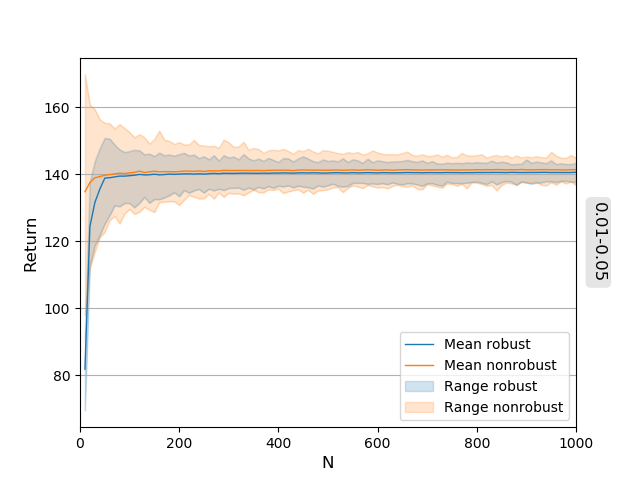 160
140
120
100
80
Return
0
200
400
600
800
1000
N
0.01-0.05
Mean robust
Mean nonrobust
Range robust
Range nonrobust